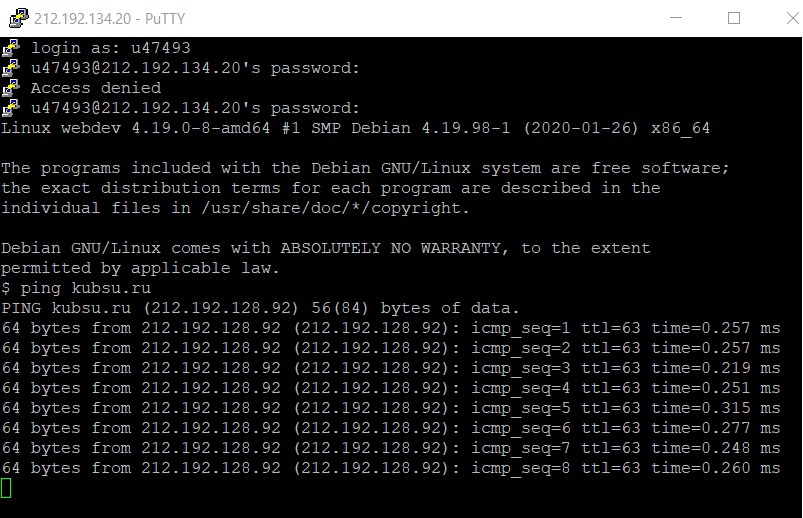 212.192.134.20 - PuTTY
login as: u47493
u47493@212.192.134.20's password:
Access denied
u47493@212.192.134.20's password:
Linux webdev 4.19.0-8-amd64 #1 SMP Debian 4.19.98-1 (2020-01-26) x86_64
The programs included with the Debian GNU/Linux system are free software;
the exact distribution terms for each program are described in the
individual files in /usr/share/doc/*/copyright.
Debian GNU/Linux comes with ABSOLUTELY NO WARRANTY, to the extent
permitted by applicable law.
$ ping kubsu.ru
PING kubsu.ru (212.192.128.92) 56(84) bytes of data.
64 bytes from 212.192.128.92 (212.192.128.92): icmp_seq=1 ttl=63 time=0.257 ms
64 bytes from 212.192.128.92 (212.192.128.92): icmp_seq=2 ttl=63 time=0.257 ms
64 bytes from 212.192.128.92 (212.192.128.92): icmp_seq=3 ttl=63 time=0.219 ms
64 bytes from 212.192.128.92 (212.192.128.92): icmp_seq=4 ttl=63 time=0.251 ms
64 bytes from 212.192.128.92 (212.192.128.92): icmp_seq=5 ttl=63 time=0.315 ms
64 bytes from 212.192.128.92 (212.192.128.92): icmp_seq=6 ttl=63 time=0.277 ms
64 bytes from 212.192.128.92 (212.192.128.92): icmp_seq=7 ttl=63 time=0.248 ms
64 bytes from 212.192.128.92 (212.192.128.92): icmp_seq=8 ttl=63 time=0.260 ms